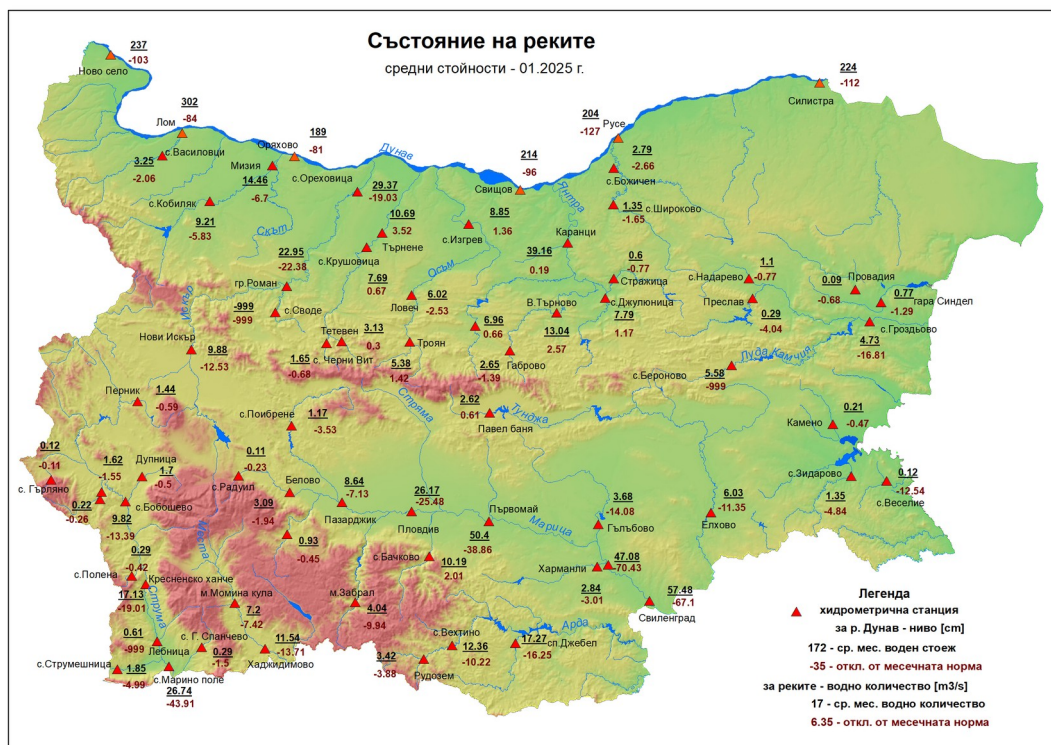 Състояние на реките
средни стойности - 01.2025 г.
237
-103
Ново село
302
-84
Лом
с.Василовци
3.25
-2.06
189
-81
Оряхово
Мизия
14.46
-6.7
с.Ореховица
29.37
-19.03
Дунав
214
-96
Свищов
204
-127
Русе
224
-112
Силистра
2.79
-2.66
с.Божичен
Янтра
1.35
-1.65
с.Широково
с.Кобиляк
9.21
-5.83
Скът
10.69
3.52
Търнене
с.Крушовица
7.69
0.67
8.85
1.36
с.Изгрев
Осъм
Каранци
39.16
0.19
22.95
-22.38
гр.Роман
-999
-999
с.Своде
Искър
6.02
-2.53
Ловеч
0.6
-0.77
Стражица
с.Джулюница
7.79
1.17
В.Търново
13.04
2.57
1.1
-0.77
с.Надарево
Преслав
0.29
-4.04
Провадия
0.09
-0.68
0.77
-1.29
гара Синдел
с.Гроздьово
4.73
-16.81
Нови Искър
9.88
-12.53
Тетевен
1.65
-0.68
с. Черни Вит
3.13
0.3
Троян
5.38
1.42
6.96
0.66
Габрово
2.65
-1.39
Луда Камчия
с.Бероново
5.58
-999
Перник
1.44
-0.59
с.Поибрене
1.17
-3.53
Стряма
2.62
0.61
Павел баня
Тунджа
0.21
-0.47
Камено
0.12
-0.11
с. Гърляно
1.62
-1.55
Дупница
1.7
-0.5
0.22
-0.26
9.82
-13.39
с.Бобошево
0.11
-0.23
с.Радуил
Белово
3.09
-1.94
8.64
-7.13
Пазарджик
26.17
-25.48
Пловдив
Първомай
50.4
-38.86
Марица
3.68
-14.08
Гълъбово
6.03
-11.35
Елхово
с.Зидарово
1.35
-4.84
0.12
-12.54
с.Веселие
0.93
-0.45
с.Бачково
10.19
2.01
Харманли
2.84
-3.01
47.08
-70.43
57.48
-67.1
Свиленград
0.29
-0.42
с.Полена
Кресненско ханче
17.13
-19.01
Струма
Места
м.Момина кула
7.2
-7.42
м.Забрал
4.04
-9.94
Арда
0.61
-999
Лебница
с. Г. Спанчево
0.29
-1.5
11.54
-13.71
Хаджидимово
с.Струмешница
1.85
-4.99
с.Марино поле
26.74
-43.91
3.42
-3.88
Рудозем
с.Вехтино
12.36
-10.22
17.27
сп.Джебел
-16.25
Легенда
хидрометрична станция
за р. Дунав - ниво [cm]
172 - ср. мес. воден стоеж
-35 - откл. от месечната норма
за реките - водно количество [m3/s]
17 - ср. мес. водно количество
6.35 - откл. от месечната норма